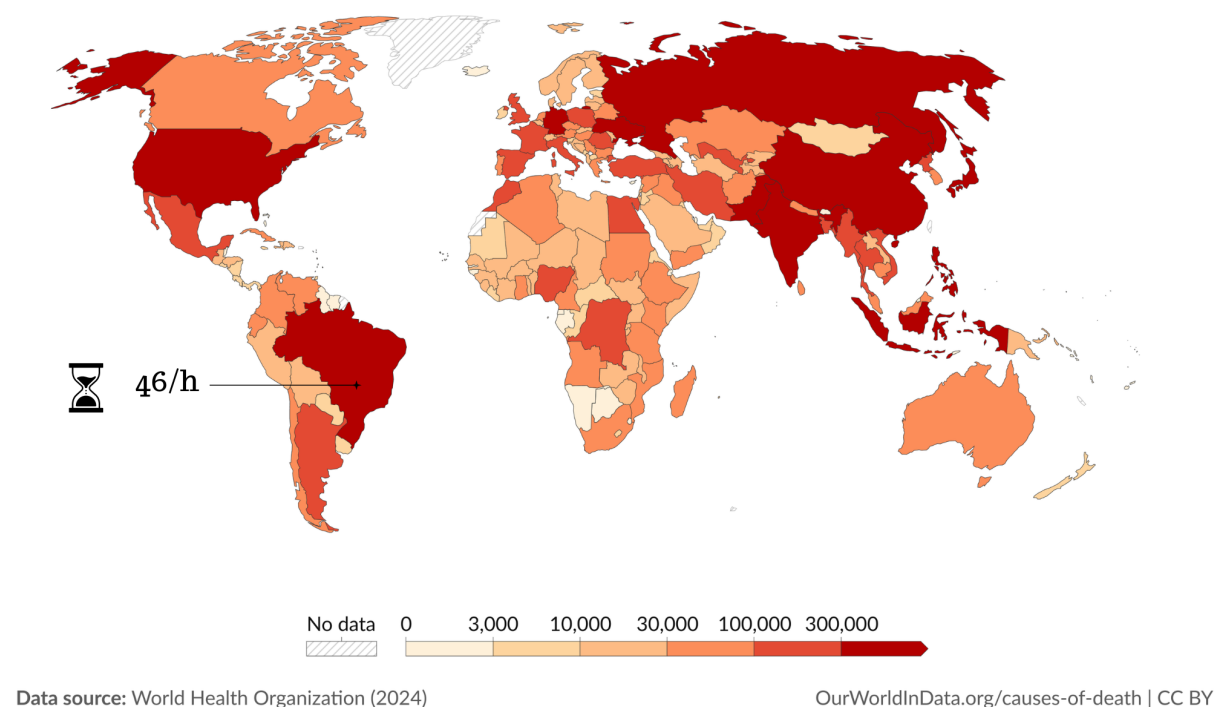 46/h
No data 0 3,000 10,000 30,000 100,000 300,000
Data source: World Health Organization (2024) OurWorldInData.org/causes-of-death | CC BY